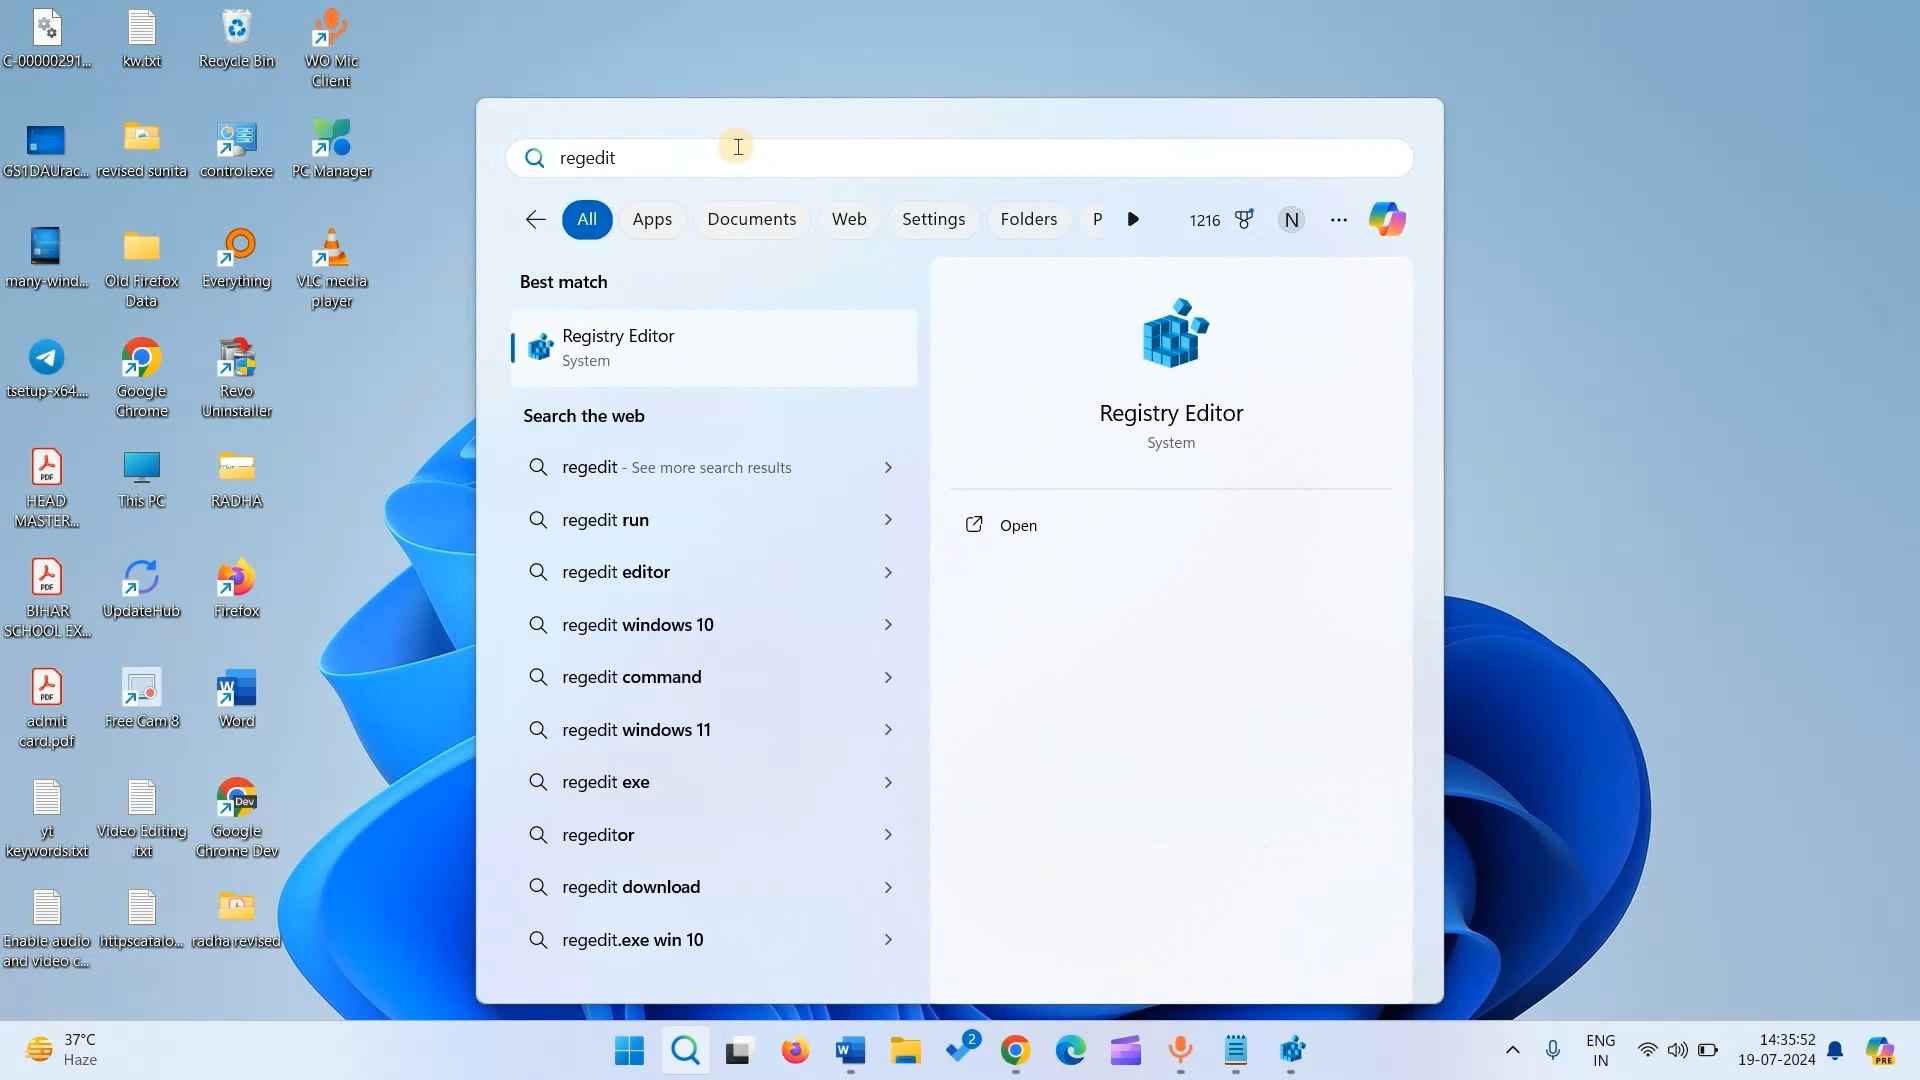 C-00000291...
kw.txt
Recycle Bin
WO Mic
Client
GS1DAUrac...
revised sunita
control.exe
PC Manager
many-wind...
Old Firefox
Data
Everything
VLC media
player
tsetup-x64....
Google
Chrome
Revo
Uninstaller
HEAD
MASTER...
This PC
RADHA
BIHAR
SCHOOL EX...
UpdateHub
Firefox
admit
card.pdf
Free Cam 8
Word
yt
keywords.txt
Video Editing
.txt
Google
Chrome Dev
Enable audio
and video c...
httpscatalo...
radha revised
PDF
PDF
PDF
Dev
regedit
All
Apps
Documents
Web
Settings
Folders
P
1216
N
Best match
Registry Editor
System
Search the web
regedit - See more search results
regedit run
regedit editor
regedit windows 10
regedit command
regedit windows 11
regedit exe
regeditor
regedit download
regedit.exe win 10
Registry Editor
System
Open
37°C
Haze
2
ENG
IN
14:35:52
19-07-2024
PRE